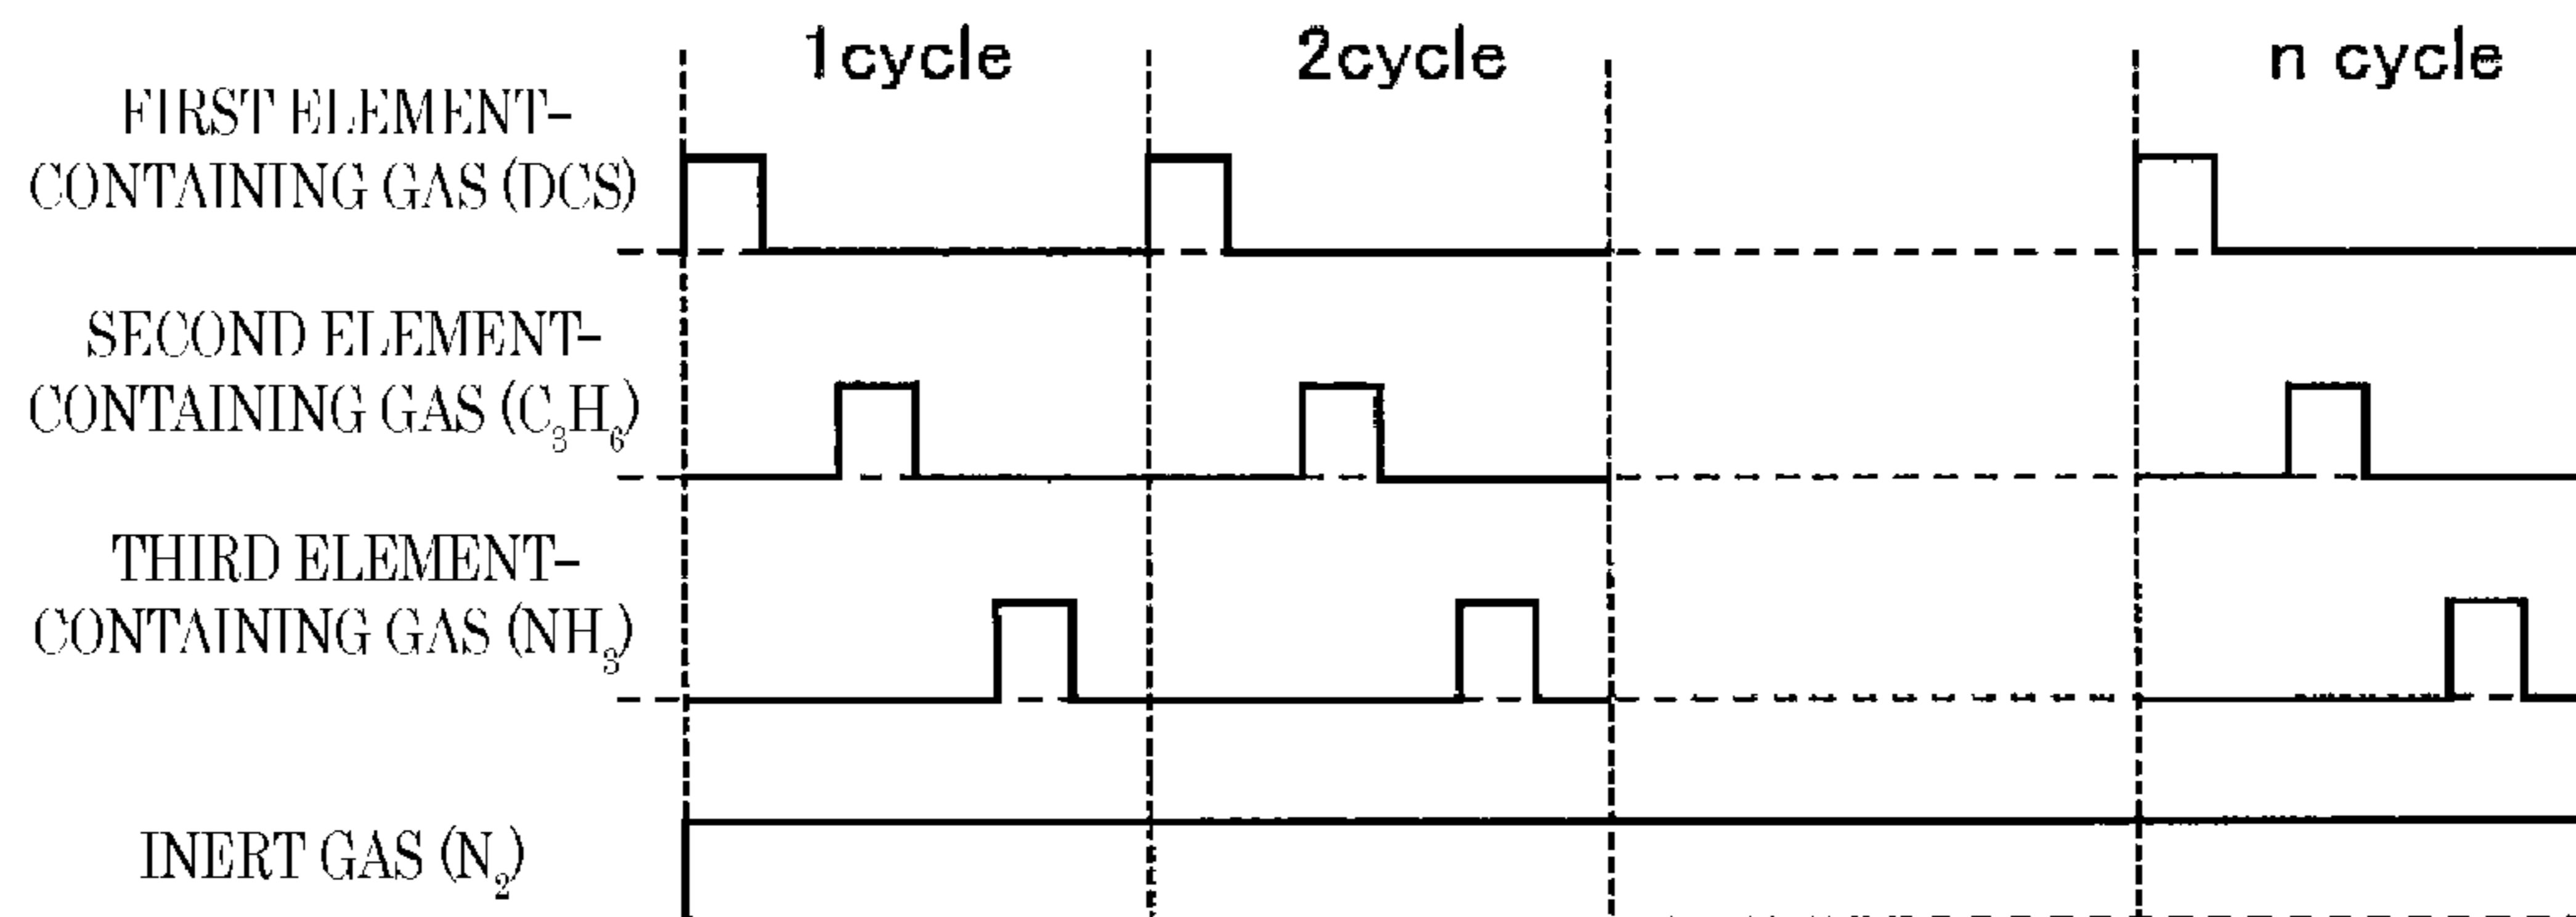 1cycle 2cycle n cycle
FIRST ELEMENT-
CONTAINING GAS (DCS)
SECOND ELEMENT-
CONTAINING GAS (C₃H₆)
THIRD ELEMENT-
CONTAINING GAS (NH₃)
INERT GAS (N₂)